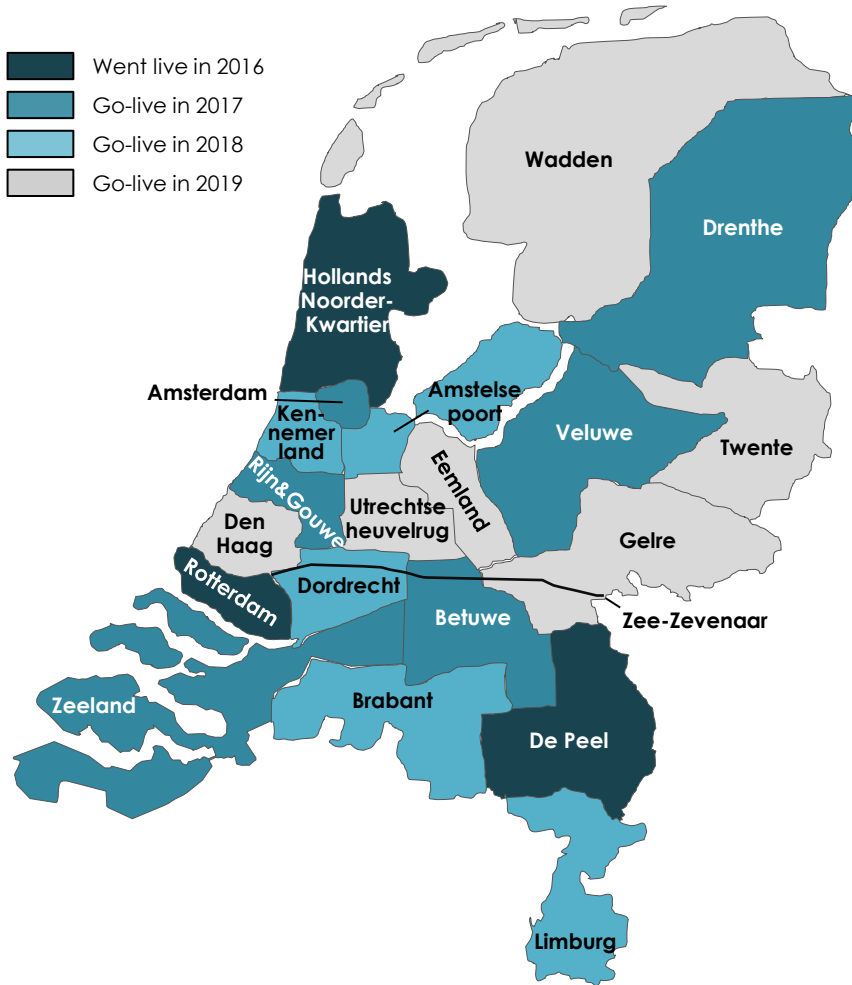 Went live in 2016
Go-live in 2017
Go-live in 2018
Go-live in 2019
Wadden
Drenthe
Hollands
Noorder-
Kwartier
Amsterdam
Amstelse
poort
Ken-
nemer
land
Veluwe
Twente
Rijn&Gouwe
Eemland
Utrechtse
heuvelrug
Den
Haag
Gelre
Rotterdam
Dordrecht
Betuwe
Zee-Zevenaar
Zeeland
Brabant
De Peel
Limburg